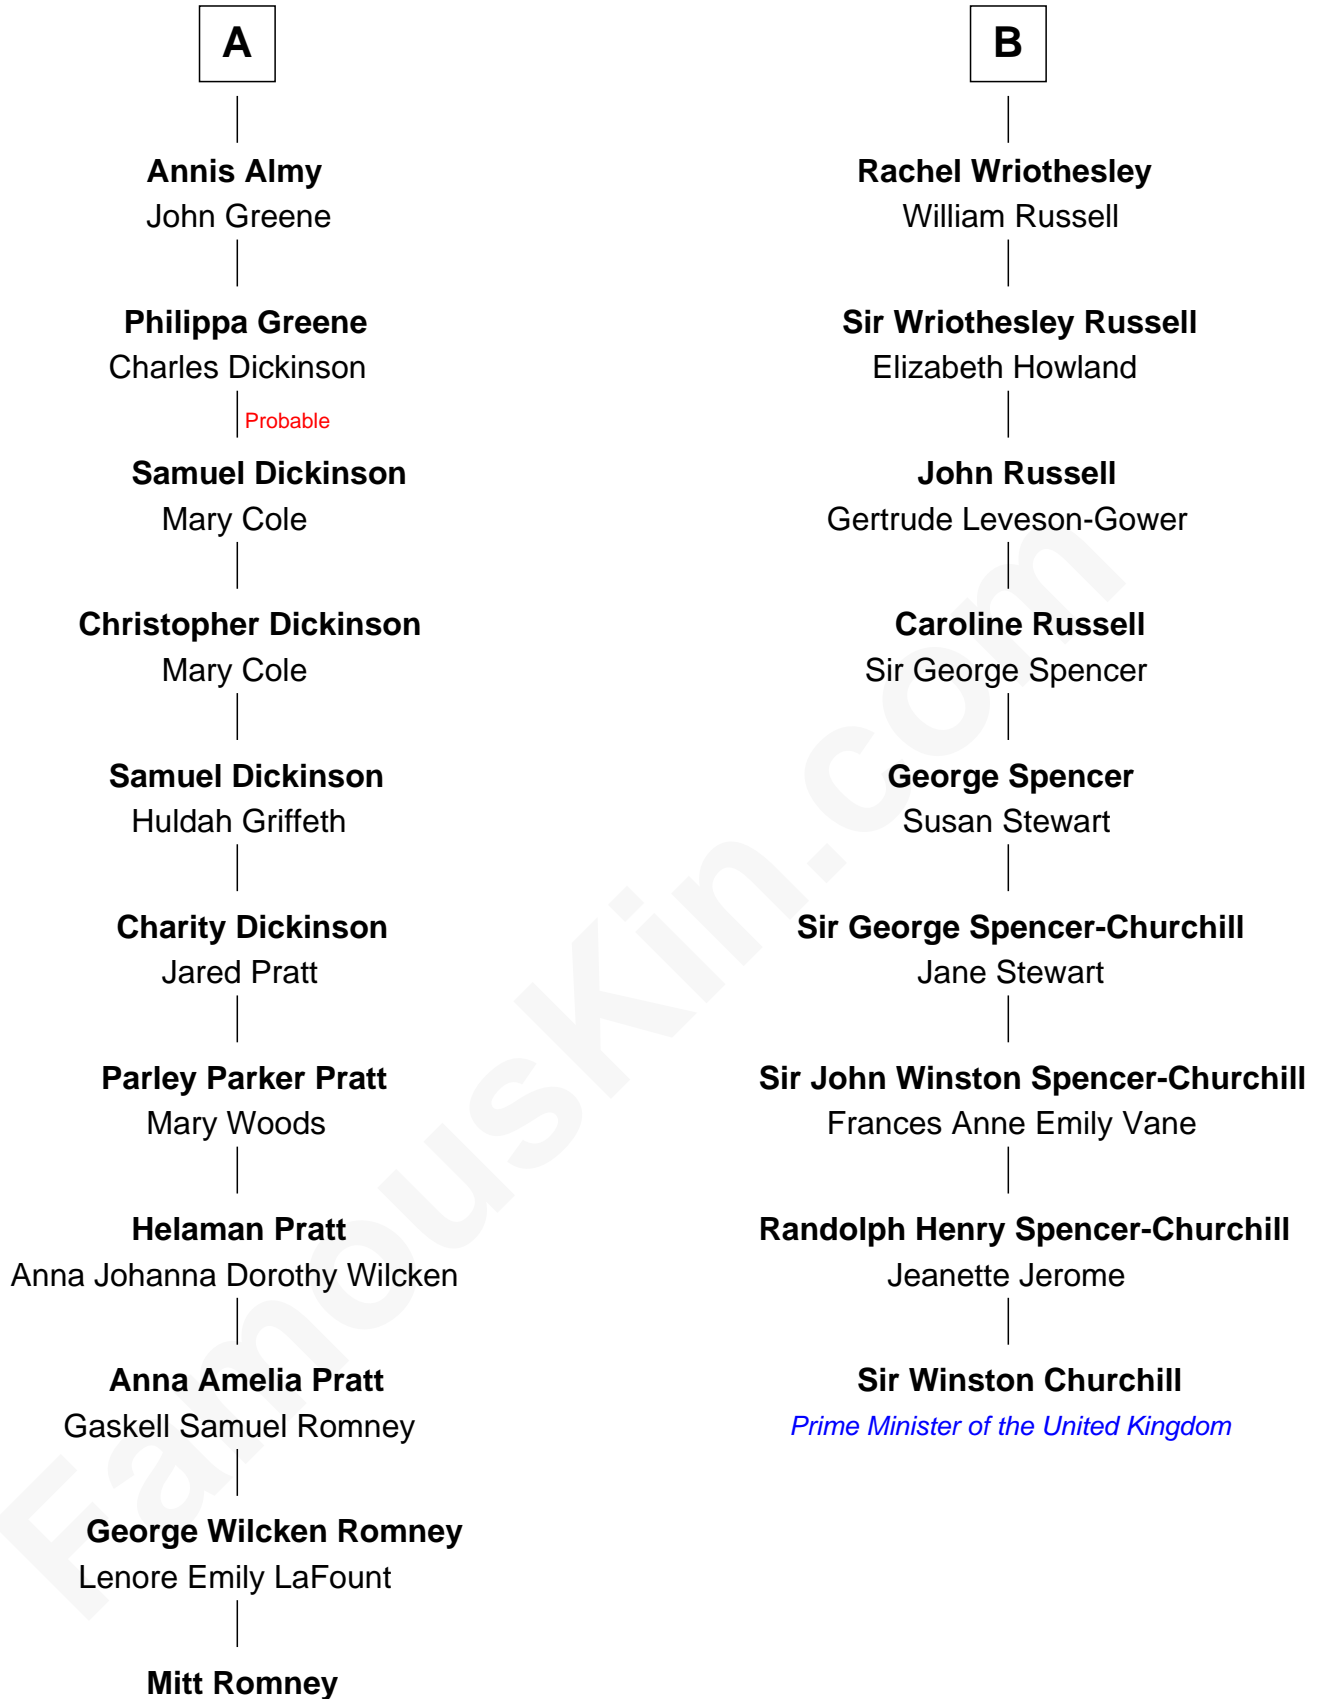 A
B
Annis Almy
John Greene
Rachel Wriothesley
William Russell
Philippa Greene
Charles Dickinson
Sir Wriothesley Russell
Elizabeth Howland
Probable
Samuel Dickinson
Mary Cole
John Russell
Gertrude Leveson-Gower
Christopher Dickinson
Mary Cole
Caroline Russell
Sir George Spencer
Samuel Dickinson
Huldah Griffeth
George Spencer
Susan Stewart
Charity Dickinson
Jared Pratt
Sir George Spencer-Churchill
Jane Stewart
Parley Parker Pratt
Mary Woods
Sir John Winston Spencer-Churchill
Frances Anne Emily Vane
Helaman Pratt
Anna Johanna Dorothy Wilcken
Randolph Henry Spencer-Churchill
Jeanette Jerome
Anna Amelia Pratt
Gaskell Samuel Romney
Sir Winston Churchill
Prime Minister of the United Kingdom
George Wilcken Romney
Lenore Emily LaFount
Mitt Romney
FamousKin.com